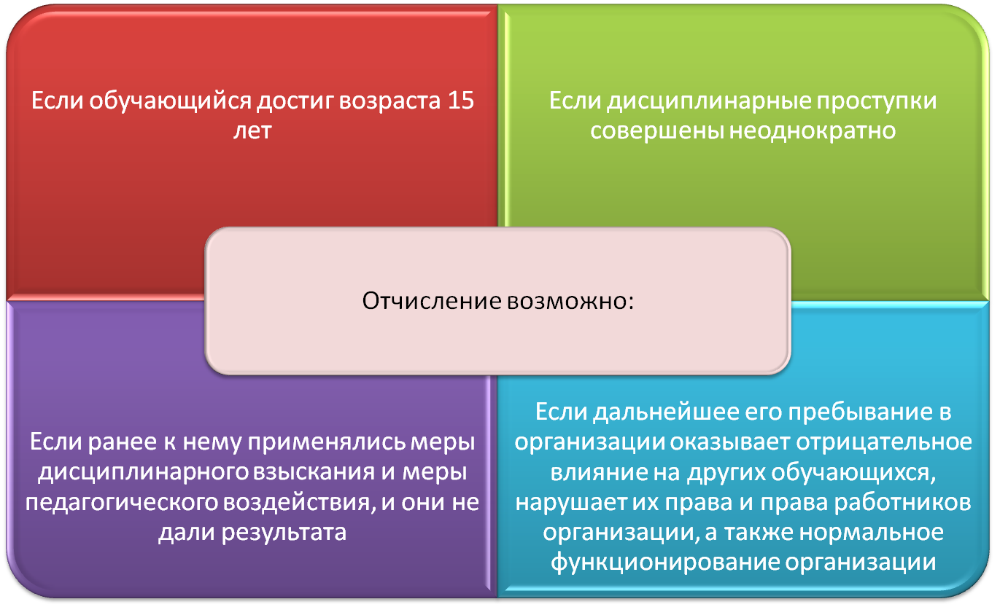 Если обучающийся достиг возраста 15
лет
Если дисциплинарные проступки
совершены неоднократно
Отчисление возможно:
Если ранее к нему применялись меры
дисциплинарного взыскания и меры
педагогического воздействия, и они не
дали результата
Если дальнейшее его пребывание в
организации оказывает отрицательное
влияние на других обучающихся,
нарушает их права и права работников
организации, а также нормальное
функционирование организации